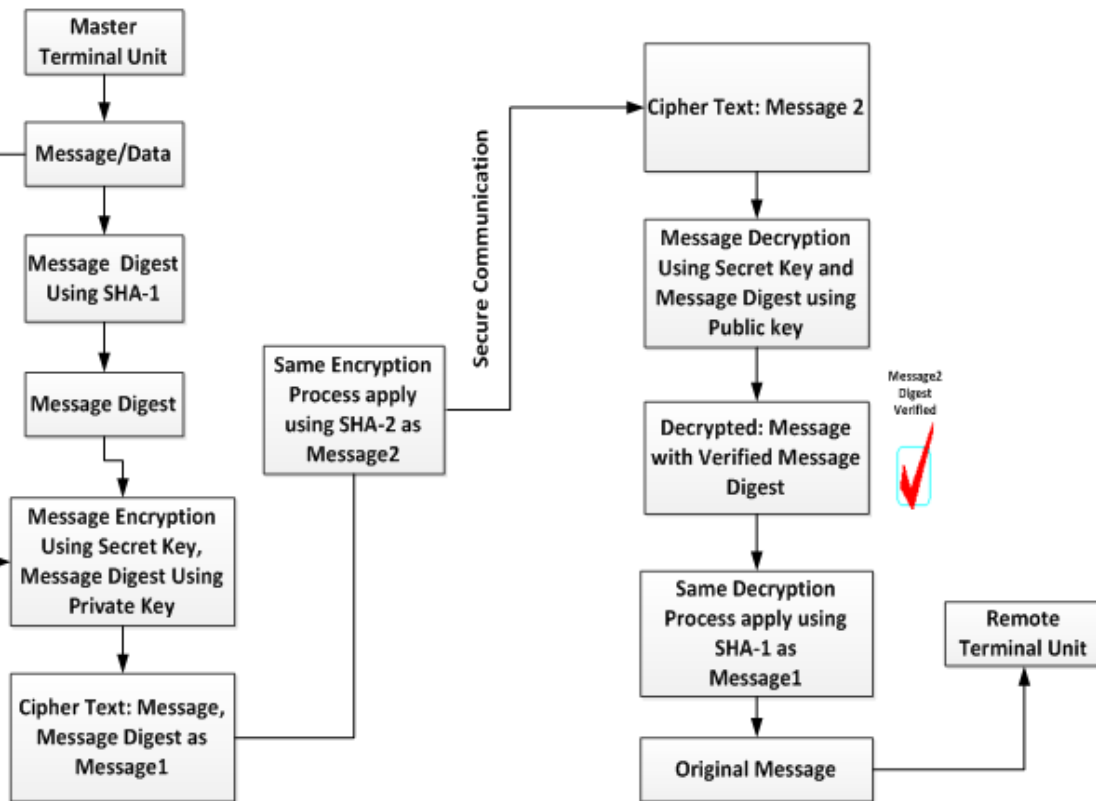 Master
Terminal Unit
Message/Data
Message Digest
Using SHA-1
Message Digest
Message Encryption
Using Secret Key,
Message Digest Using
Private Key
Cipher Text: Message,
Message Digest as
Message1
Same Encryption
Process apply
using SHA-2 as
Message2
Secure Communication
Cipher Text: Message 2
Message Decryption
Using Secret Key and
Message Digest using
Public key
Decrypted: Message
with Verified Message
Digest
Message2
Digest
Verified
Same Decryption
Process apply using
SHA-1 as
Message1
Original Message
Remote
Terminal Unit